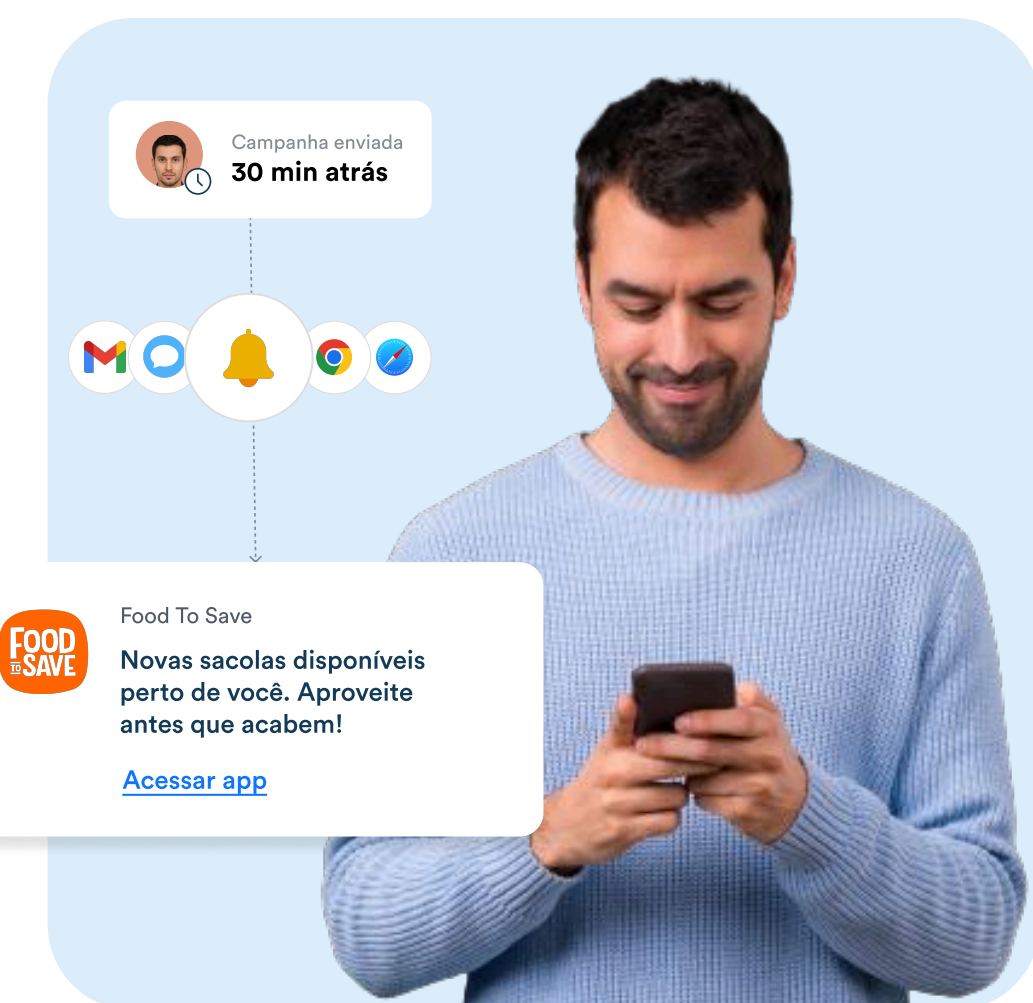 Campanha enviada
30 min atrás
Food To Save
FOOD
TO SAVE
Novas sacolas disponíveis
perto de você. Aproveite
antes que acabem!
Acessar app